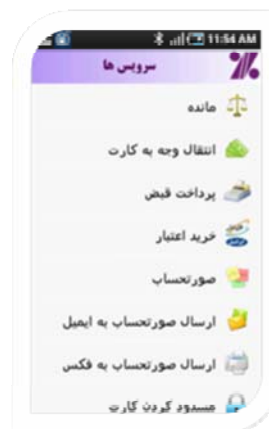 11:54 AM
سرویس ها
مانده
انتقال وجه به کارت
پرداخت قبض
خرید اعتبار
صورتحساب
ارسال صورتحساب به ایمیل
ارسال صورتحساب به فکس
مسدود کردن کارت